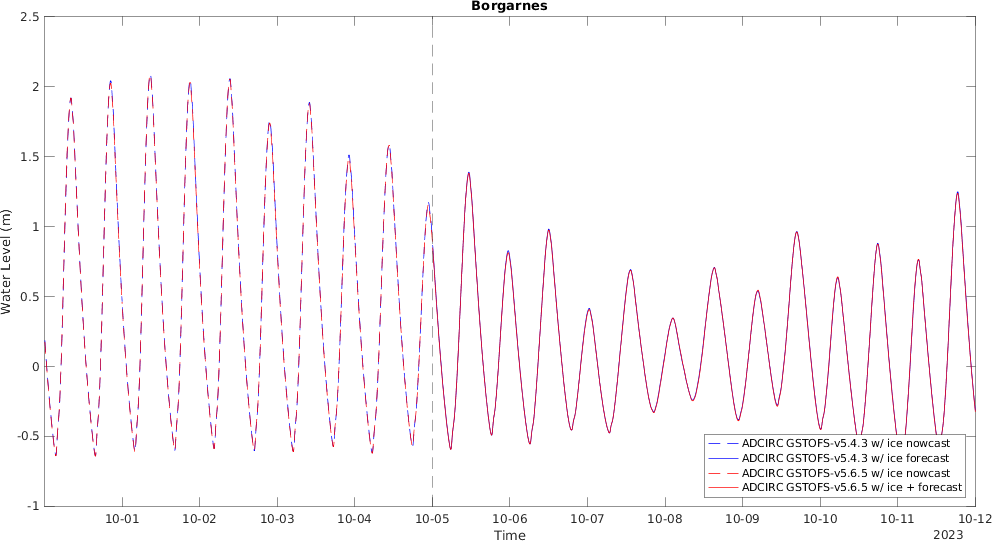 Borgarnes
2.5
2
1.5
1
0.5
0
-0.5
-1
Water Level (m)
ADCIRC GSTOFS-v5.4.3 w/ ice nowcast
ADCIRC GSTOFS-v5.4.3 w/ ice forecast
ADCIRC GSTOFS-v5.6.5 w/ ice nowcast
ADCIRC GSTOFS-v5.6.5 w/ ice + forecast
10-01 10-02 10-03 10-04 10-05 10-06 10-07 10-08 10-09 10-10 10-11 10-12
Time
2023